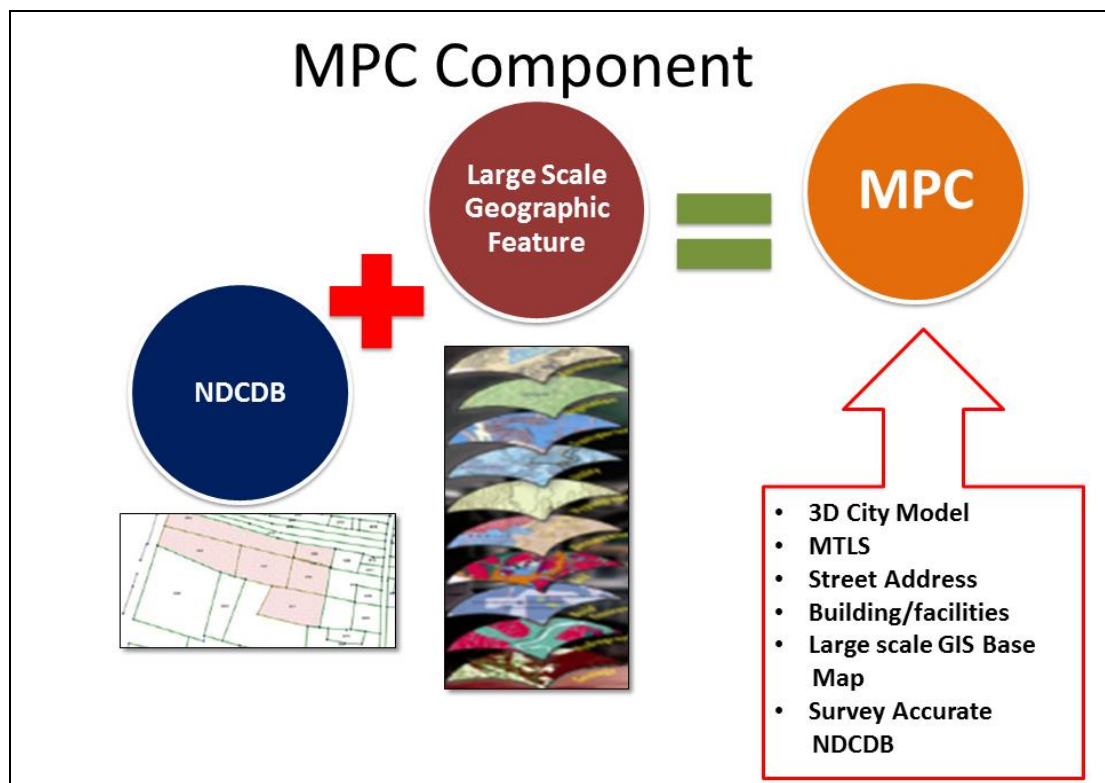 MPC Component
Large Scale
Geographic
Feature
MPC
NDCDB
• 3D City Model
• MTLS
• Street Address
• Building/facilities
• Large scale GIS Base
Map
• Survey Accurate
NDCDB